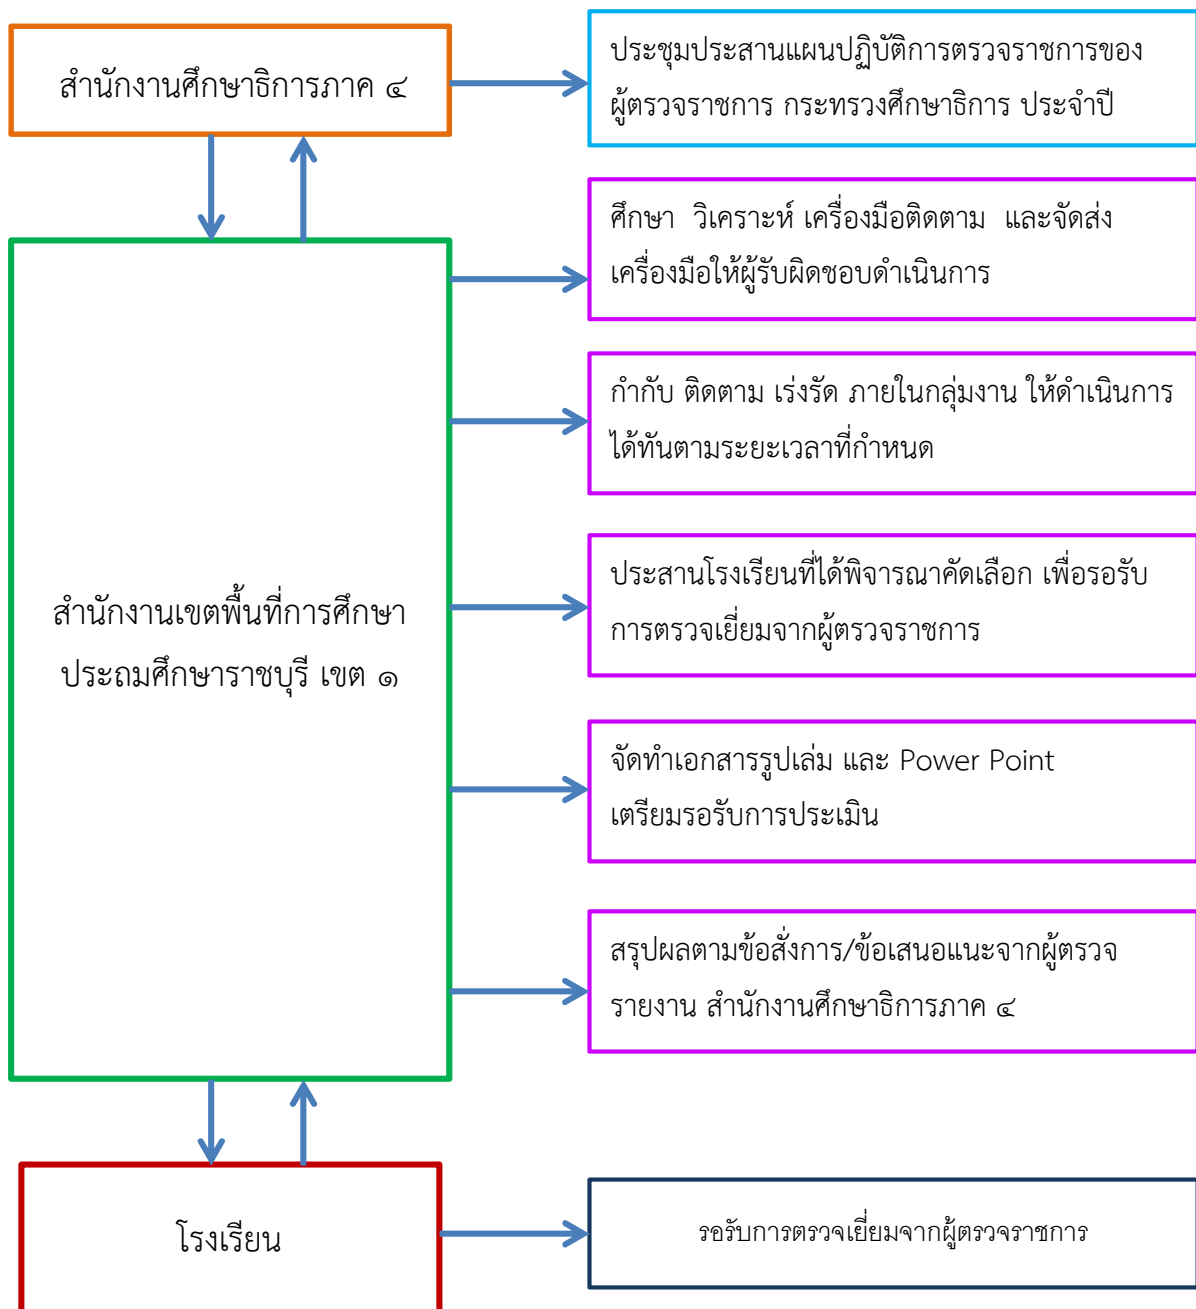 สำนักงานศึกษาธิการภาค ๔
ประชุมประสานแผนปฏิบัติการตรวจราชการของ
ผู้ตรวจราชการ กระทรวงศึกษาธิการ ประจำปี
ศึกษา วิเคราะห์ เครื่องมือติดตาม และจัดส่ง
เครื่องมือให้ผู้รับผิดชอบดำเนินการ
กำกับ ติดตาม เร่งรัด ภายในกลุ่มงาน ให้ดำเนินการ
ได้ทันตามระยะเวลาที่กำหนด
สำนักงานเขตพื้นที่การศึกษา
ประถมศึกษาราชบุรี เขต ๑
ประสานโรงเรียนที่ได้พิจารณาคัดเลือก เพื่อรอรับ
การตรวจเยี่ยมจากผู้ตรวจราชการ
จัดทำเอกสารรูปเล่ม และ Power Point
เตรียมรอรับการประเมิน
สรุปผลตามข้อสั่งการ/ข้อเสนอแนะจากผู้ตรวจ
รายงาน สำนักงานศึกษาธิการภาค ๔
โรงเรียน
รอรับการตรวจเยี่ยมจากผู้ตรวจราชการ